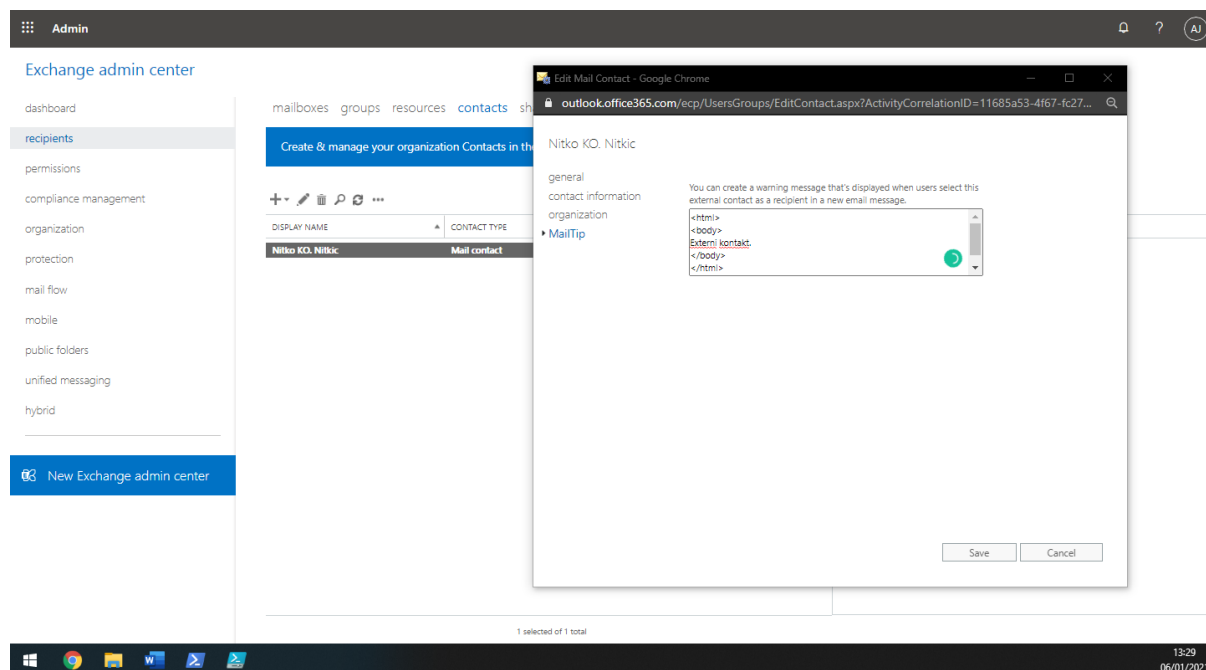 Admin
?
AJ
Exchange admin center
dashboard
recipients
permissions
compliance management
organization
protection
mail flow
mobile
public folders
unified messaging
hybrid
New Exchange admin center
mailboxes groups resources contacts sh
Create & manage your organization Contacts in the
DISPLAY NAME CONTACT TYPE
Nitko KO. Nitkic Mail contact
1 selected of 1 total
Edit Mail Contact - Google Chrome
outlook.office365.com/ecp/UsersGroups/EditContact.aspx?ActivityCorrelationID=11685a53-4f67-fc27...
Nitko KO. Nitkic
general
contact information
organization
MailTip
You can create a warning message that's displayed when users select this
external contact as a recipient in a new email message.
<html>
<body>
Externi kontakt.
</body>
</html>
Save Cancel
13:29